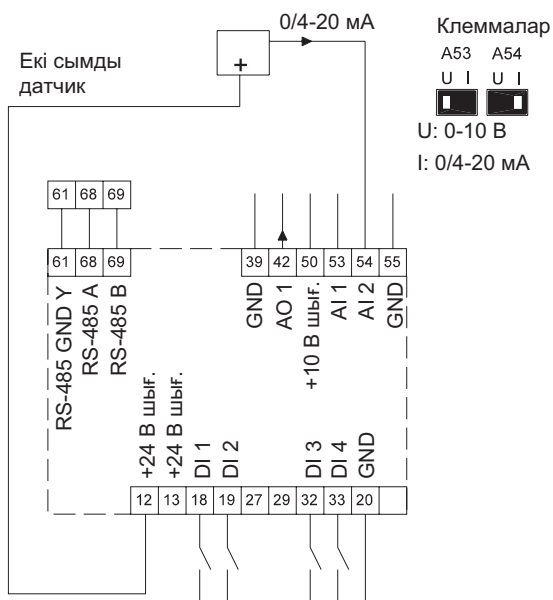 0/4-20 мА
Клеммалар
A53 A54
U I U I
U: 0-10 В
I: 0/4-20 мА
Екі сымды
датчик
+
61 68 69
61 68 69
39 42 50 53 54 55
RS-485 GND Y
RS-485 A
RS-485 B
GND
AO 1
+10 В шығ.
AI 1
AI 2
GND
+24 В шығ.
+24 В шығ.
DI 1
DI 2
DI 3
DI 4
GND
12 13 18 19 27 29 32 33 20